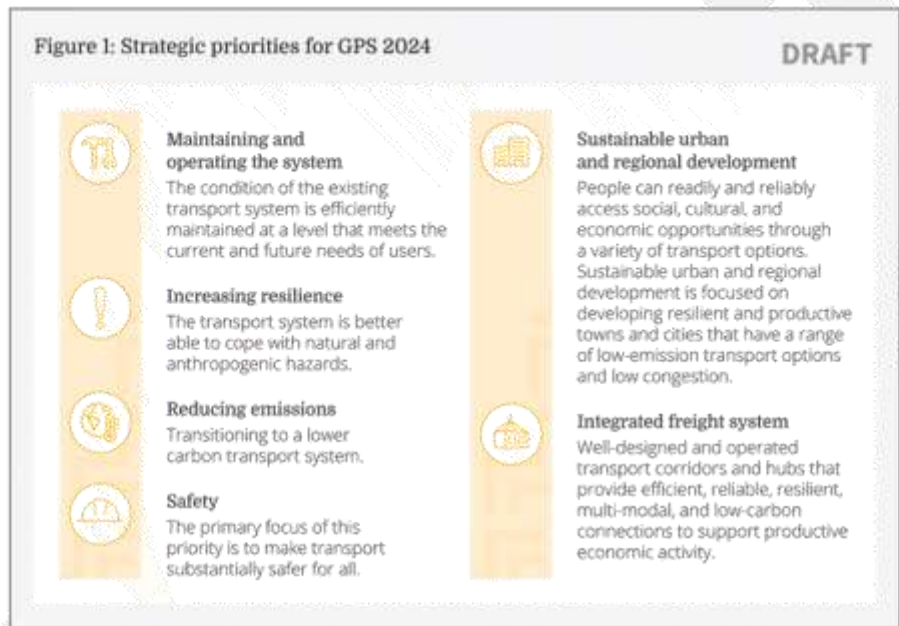 Figure 1: Strategic priorities for GPS 2024
DRAFT
Maintaining and
operating the system
The condition of the existing
transport system is efficiently
maintained at a level that meets the
current and future needs of users.
Increasing resilience
The transport system is better
able to cope with natural and
anthropogenic hazards.
Reducing emissions
Transitioning to a lower
carbon transport system.
Safety
The primary focus of this
priority is to make transport
substantially safer for all.
Sustainable urban
and regional development
People can readily and reliably
access social, cultural, and
economic opportunities through
a variety of transport options.
Sustainable urban and regional
development is focused on
developing resilient and productive
towns and cities that have a range
of low-emission transport options
and low congestion.
Integrated freight system
Well-designed and operated
transport corridors and hubs that
provide efficient, reliable, resilient,
multi-modal, and low-carbon
connections to support productive
economic activity.